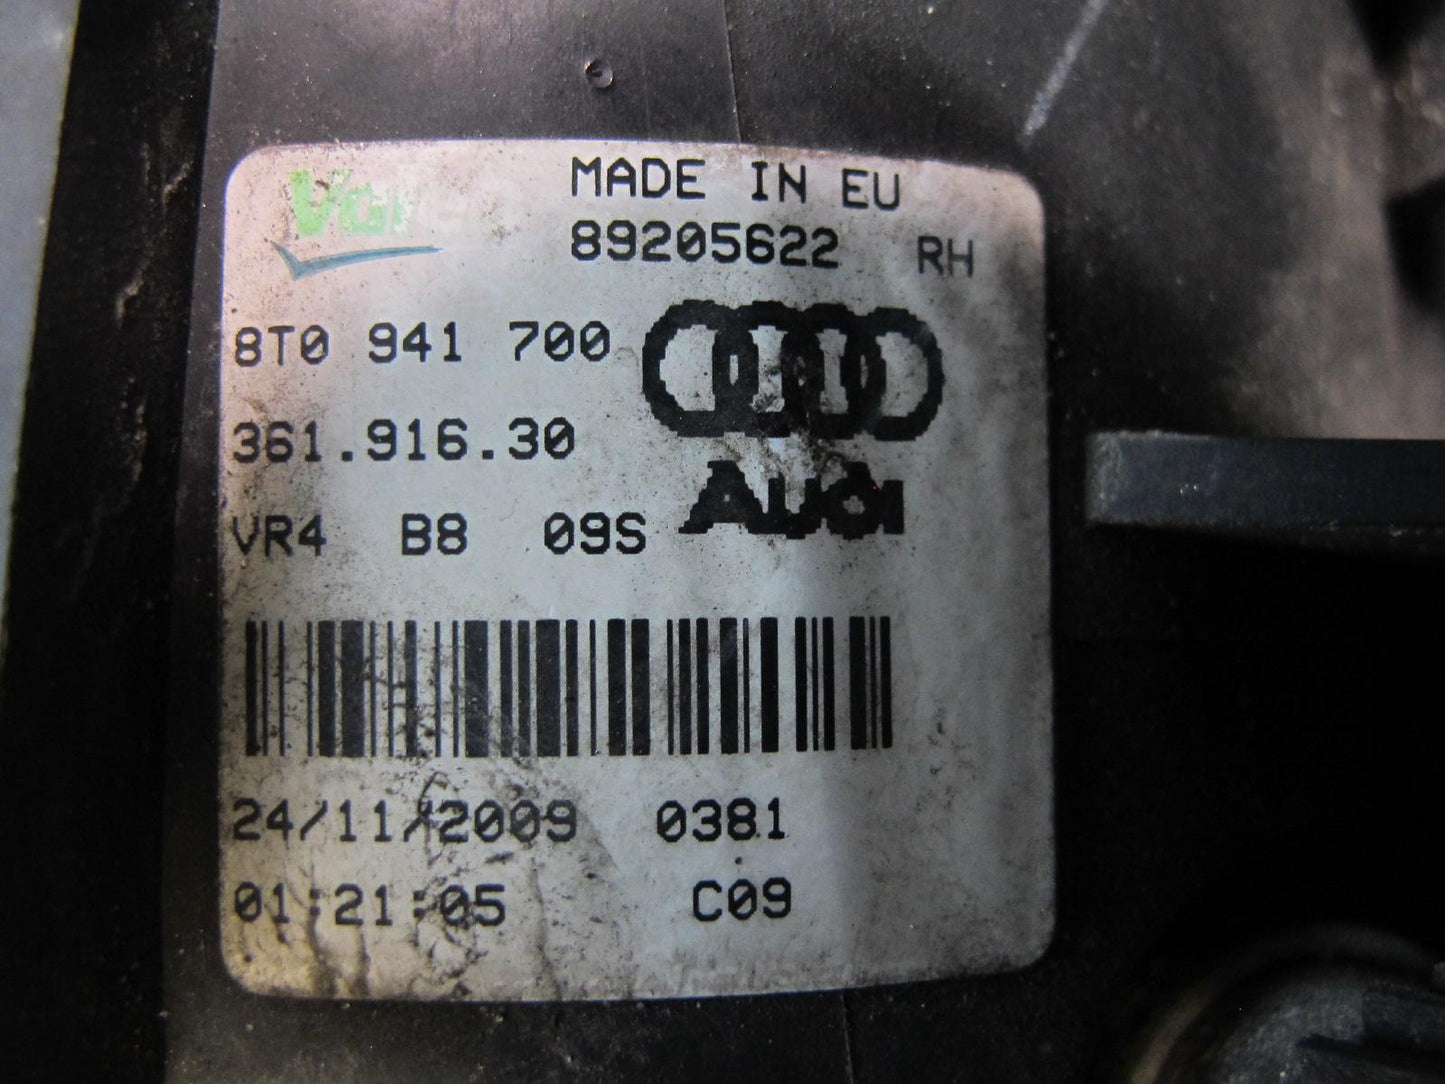 Valeo MADE IN EU
89205622 RH
8T0 941 700
361.916.30
Audi
VR4 B8 09S
24/11/2009 0381
01:21:05 C09